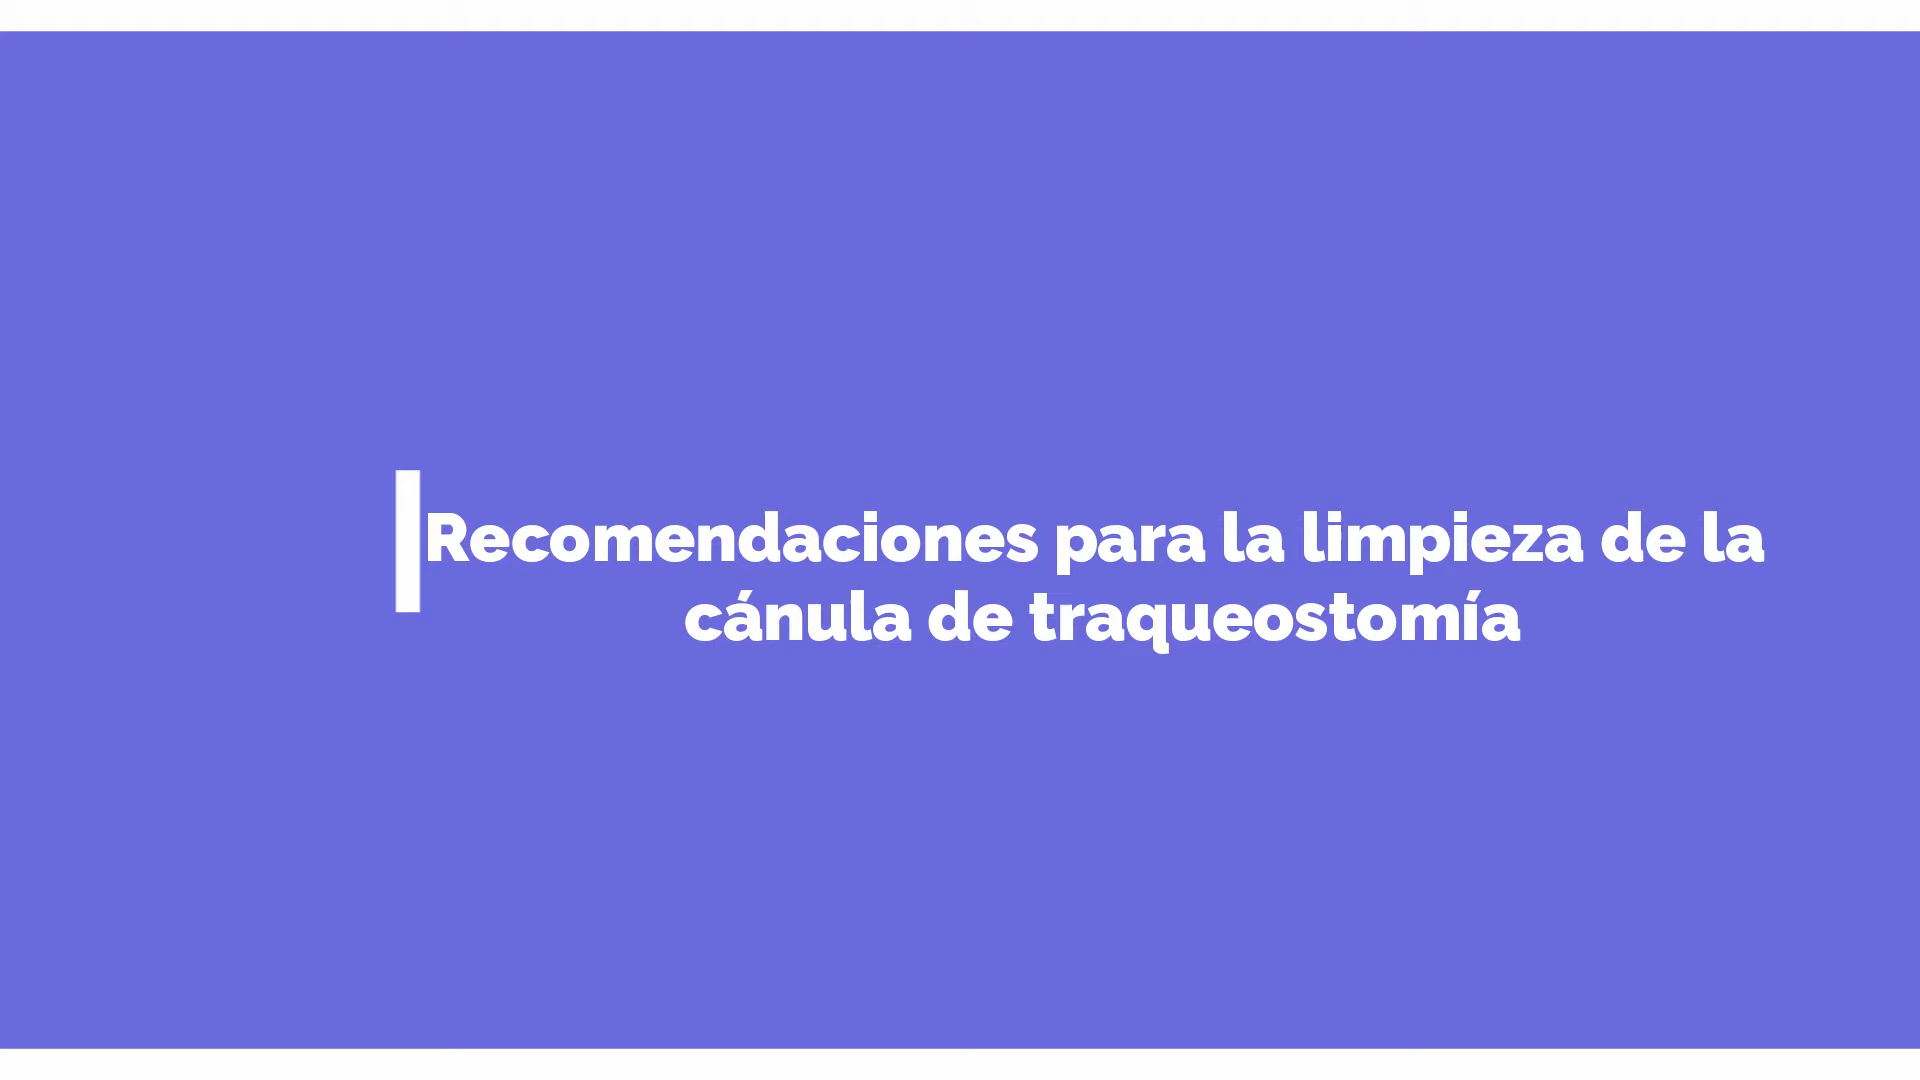 Recomendaciones para la limpieza de la
cánula de traqueostomía